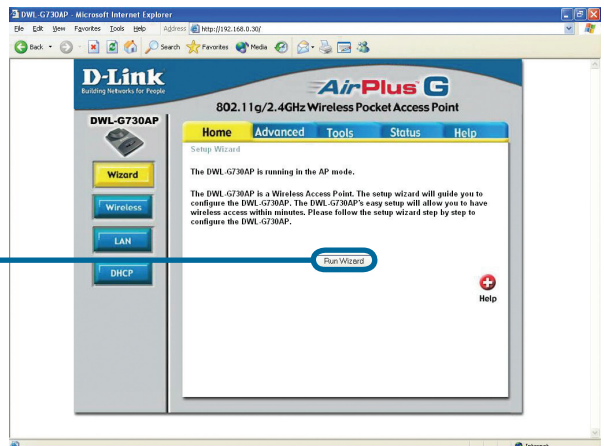 DWL-G730AP - Microsoft Internet Explorer
File Edit View Favorites Tools Help Address http://192.168.0.30/
Back Search Favorites Media
D-Link
Building Networks for People
AirPlus G
802.11g/2.4GHz Wireless Pocket Access Point
DWL-G730AP
Home Advanced Tools Status Help
Wizard
Wireless
LAN
DHCP
Setup Wizard
The DWL-G730AP is running in the AP mode.
The DWL-G730AP is a Wireless Access Point. The setup wizard will guide you to
configure the DWL-G730AP. The DWL-G730AP's easy setup will allow you to have
wireless access within minutes. Please follow the setup wizard step by step to
configure the DWL-G730AP.
Run Wizard
Help
Internet